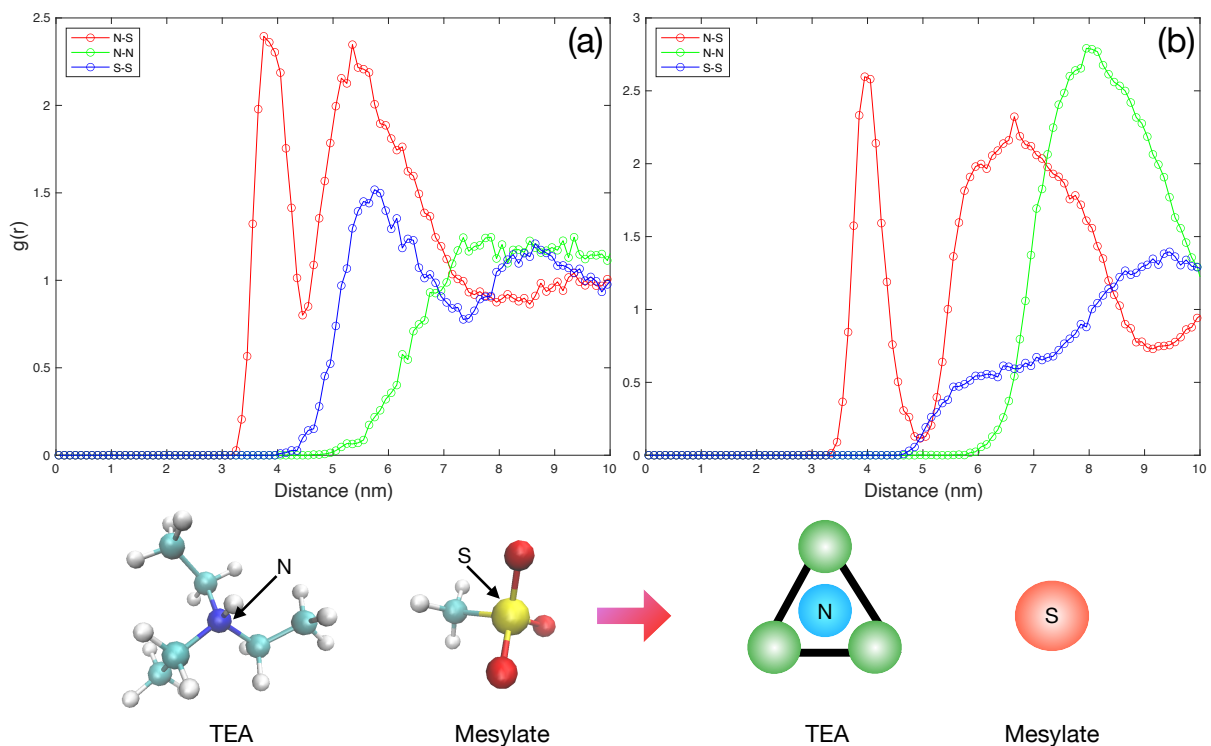 (a)
N-S
N-N
S-S
2.5
2
1.5
1
0.5
0
g(r)
0 1 2 3 4 5 6 7 8 9 10
Distance (nm)
(b)
N-S
N-N
S-S
3
2.5
2
1.5
1
0.5
0
0 1 2 3 4 5 6 7 8 9 10
Distance (nm)
N
S
N
S
TEA
Mesylate
TEA
Mesylate